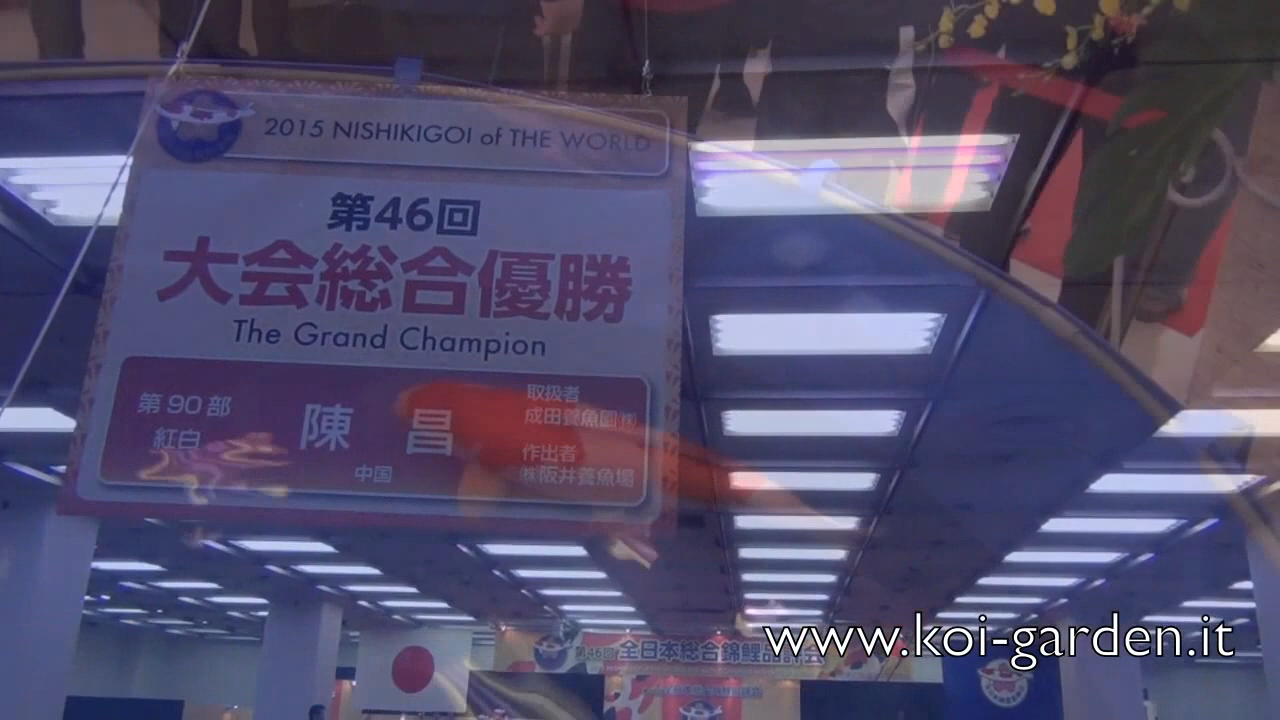 2015 NISHIKIGOI of THE WORLD
第46回
大会総合優勝
The Grand Champion
第90部
紅白
陳 昌
中国
取扱者
成田養魚園㈱
作出者
㈱阪井養魚場
第46回 全日本総合錦鯉品評会
www.koi-garden.it